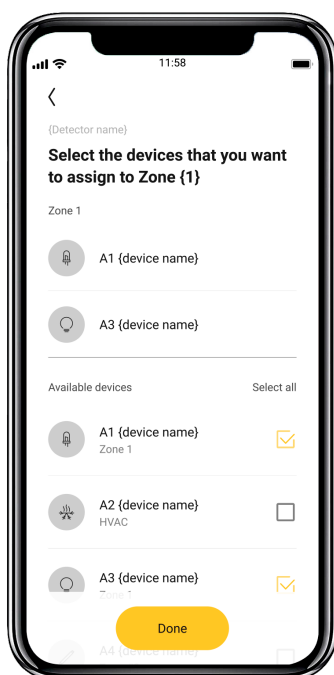 11:58
{Detector name}
Select the devices that you want
to assign to Zone {1}
Zone 1
A1 {device name}
A3 {device name}
Available devices Select all
A1 {device name}
Zone 1
A2 {device name}
HVAC
A3 {device name}
Zone 1
Done
A4 {device name}